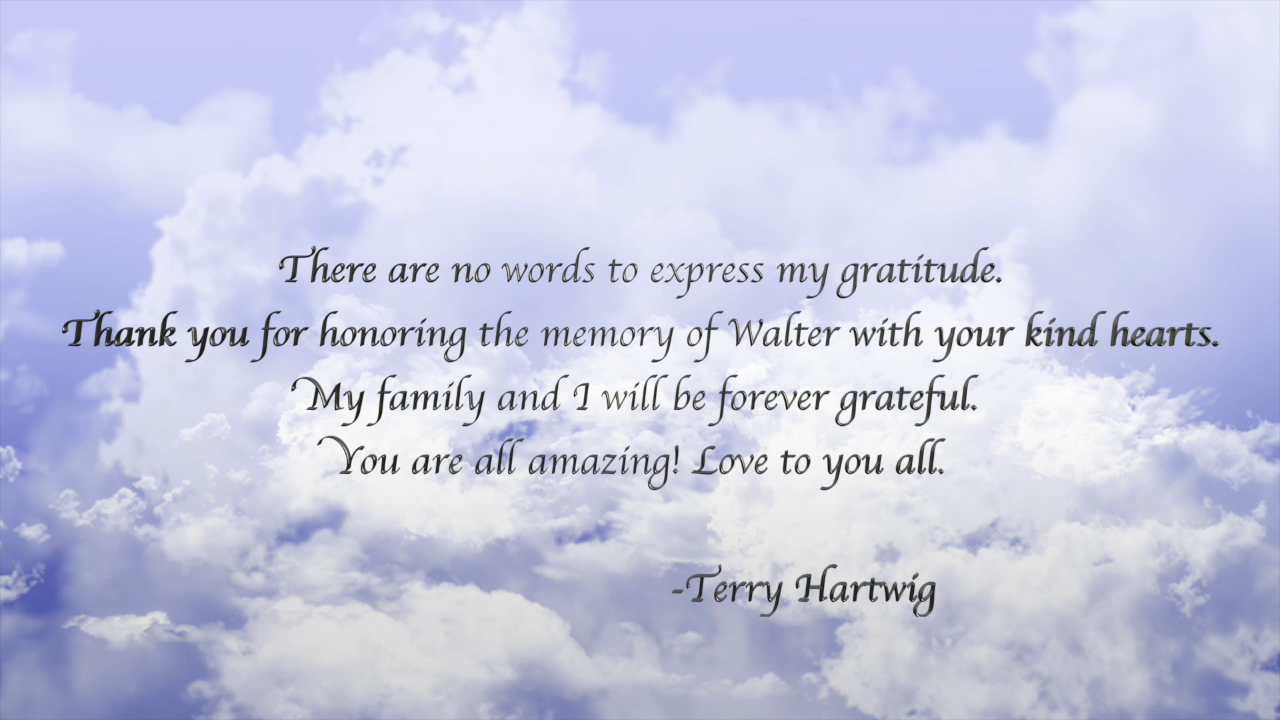 There are no words to express my gratitude.
Thank you for honoring the memory of Walter with your kind hearts.
My family and I will be forever grateful.
You are all amazing! Love to you all.
-Terry Hartwig